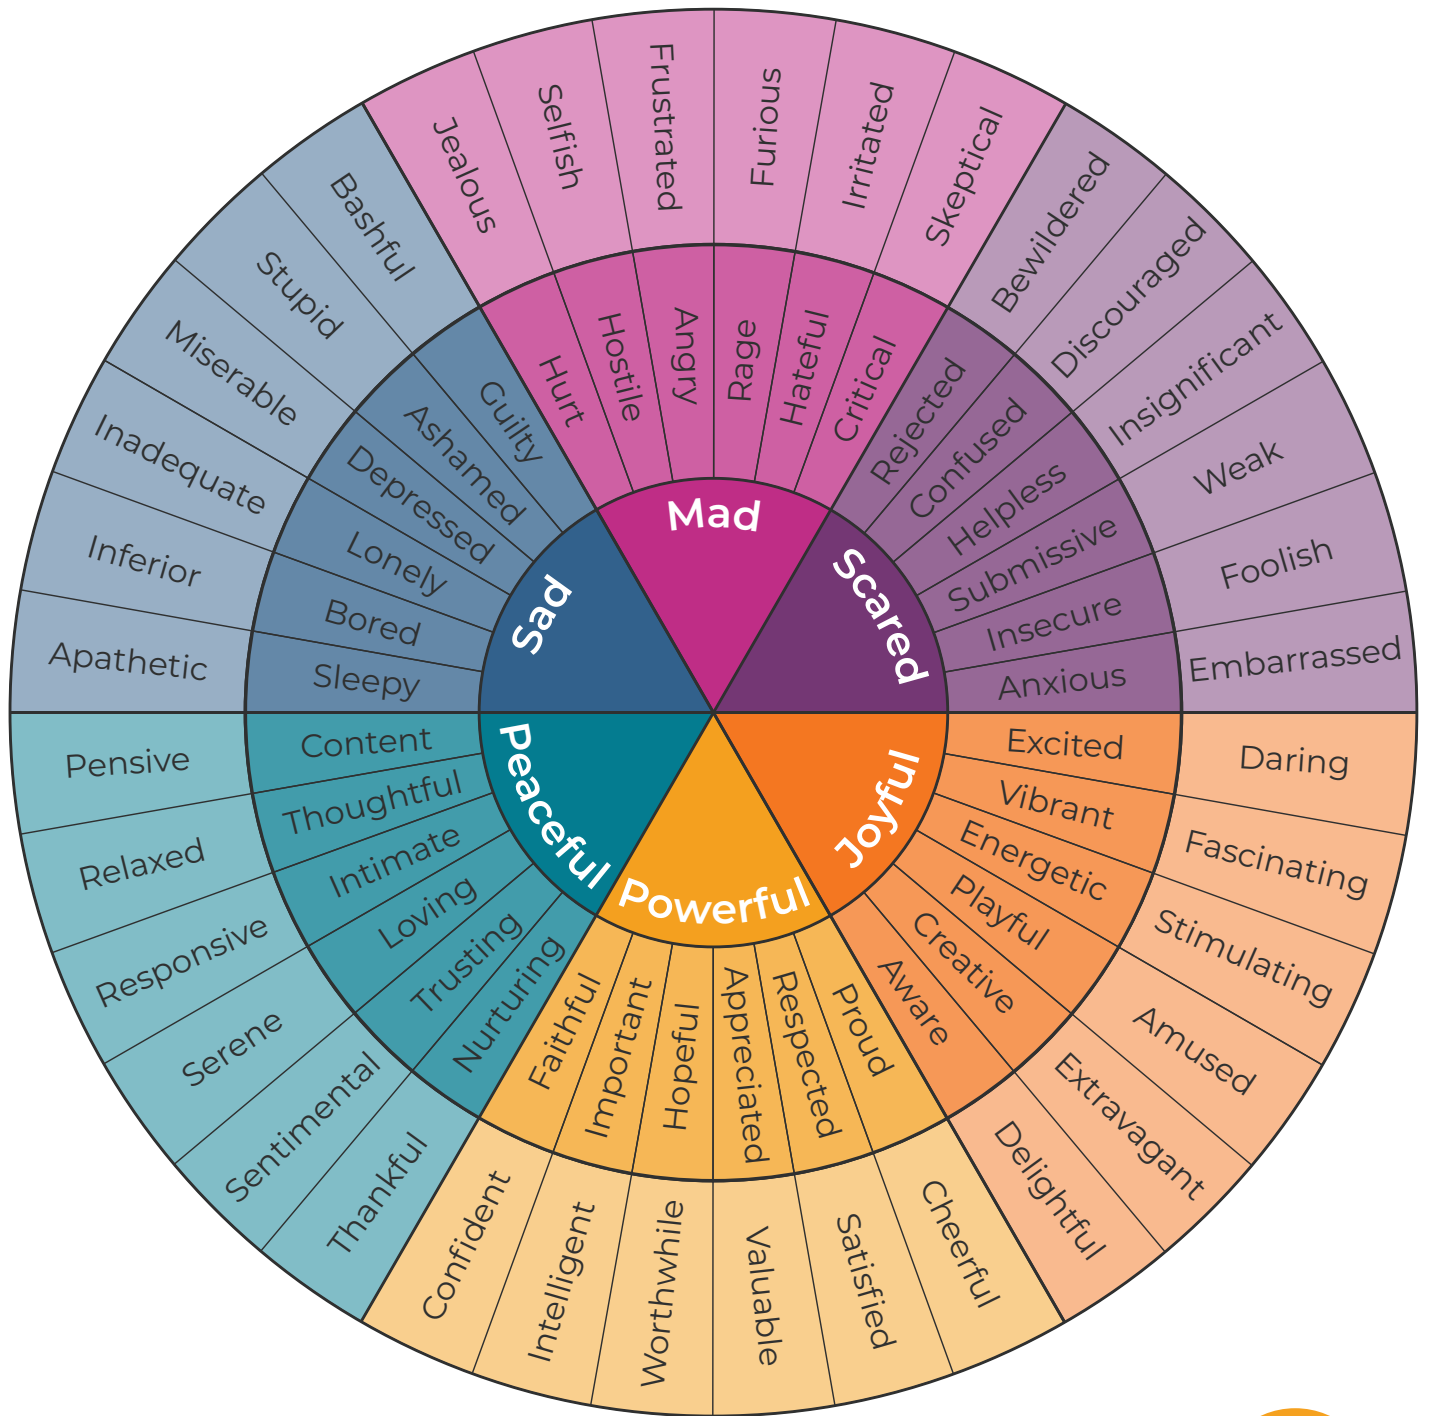 Mad
Scared
Joyful
Powerful
Peaceful
Sad
Hurt
Hostile
Angry
Rage
Hateful
Critical
Rejected
Confused
Helpless
Submissive
Insecure
Anxious
Excited
Vibrant
Energetic
Playful
Creative
Aware
Proud
Respected
Appreciated
Hopeful
Important
Faithful
Nurturing
Trusting
Loving
Intimate
Thoughtful
Content
Sleepy
Bored
Lonely
Depressed
Ashamed
Guilty
Jealous
Selfish
Frustrated
Furious
Irritated
Skeptical
Bewildered
Discouraged
Insignificant
Weak
Foolish
Embarrassed
Daring
Fascinating
Stimulating
Amused
Extravagant
Delightful
Cheerful
Satisfied
Valuable
Worthwhile
Intelligent
Confident
Thankful
Sentimental
Serene
Responsive
Relaxed
Pensive
Apathetic
Inferior
Inadequate
Miserable
Stupid
Bashful